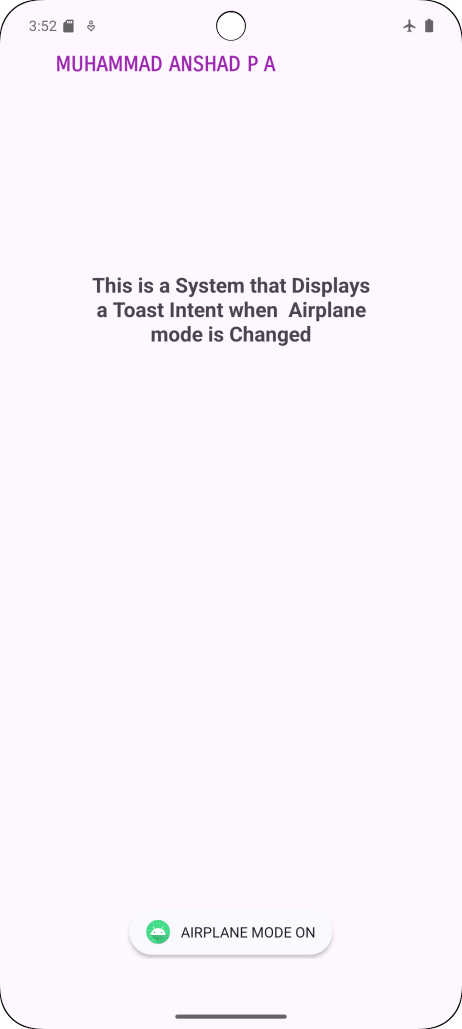 3:52
MUHAMMAD ANSHAD P A
This is a System that Displays
a Toast Intent when  Airplane
mode is Changed
AIRPLANE MODE ON